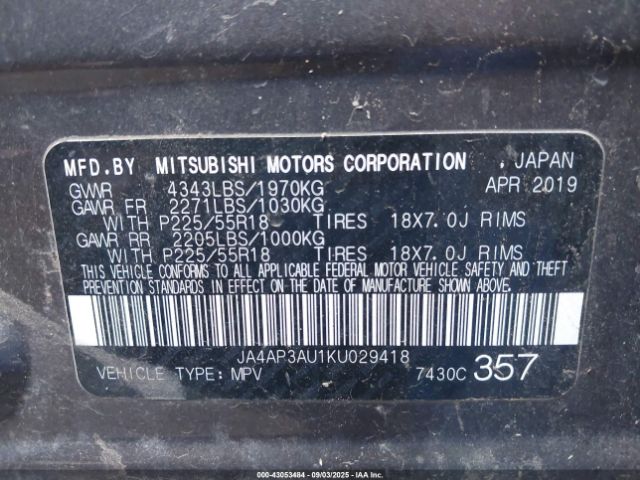 MFD.BY MITSUBISHI MOTORS CORPORATION , JAPAN
GVWR 4343LBS/1970KG APR 2019
GAWR FR 2271LBS/1030KG
WITH P225/55R18 TIRES 18X7.0J RIMS
GAWR RR 2205LBS/1000KG
WITH P225/55R18 TIRES 18X7.0J RIMS
THIS VEHICLE CONFORMS TO ALL APPLICABLE FEDERAL MOTOR VEHICLE SAFETY AND THEFT
PREVENTION STANDARDS IN EFFECT ON THE DATE OF MANUFACTURE SHOWN ABOVE.
JA4AP3AU1KU029418
VEHICLE TYPE: MPV 7430C 357
000-43053484 - (09/03/2025) - (IAAI.COM)